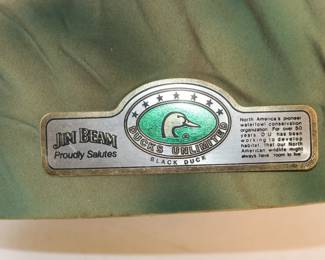 JIM BEAM
Proudly Salutes
DUCKS UNLIMITED
BLACK DUCK
North America's pioneer
waterfowl conservation
organization. For over 50
years, D.U. has been
working to develop
habitat that our North
American wildlife might
always have "room to live"